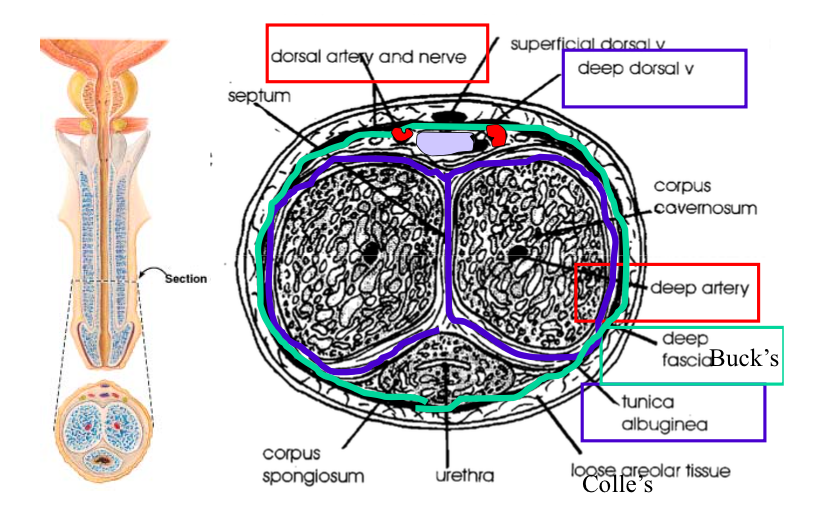 superficial dorsal v
dorsal artery and nerve
deep dorsal v
septum
corpus
cavernosum
Section
deep artery
deep
fascia
Buck's
tunica
albuginea
corpus
spongiosum
urethra
loose areolar tissue
Colle's